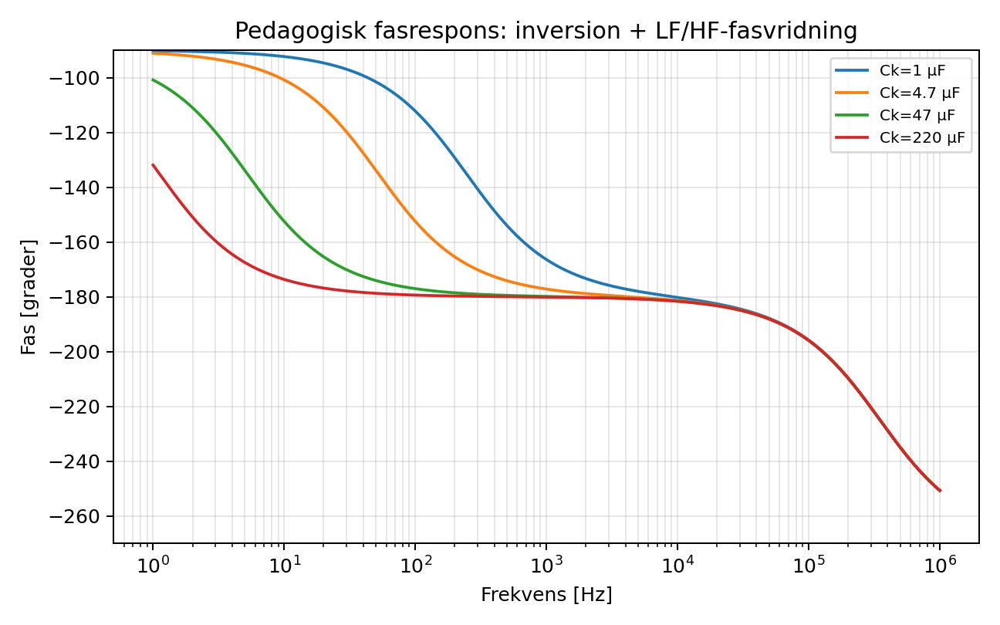 Pedagogisk fasrespons: inversion + LF/HF-fasvridning
Ck=1 µF
Ck=4.7 µF
Ck=47 µF
Ck=220 µF
Fas [grader]
−100
−120
−140
−160
−180
−200
−220
−240
−260
10⁰ 10¹ 10² 10³ 10⁴ 10⁵ 10⁶
Frekvens [Hz]